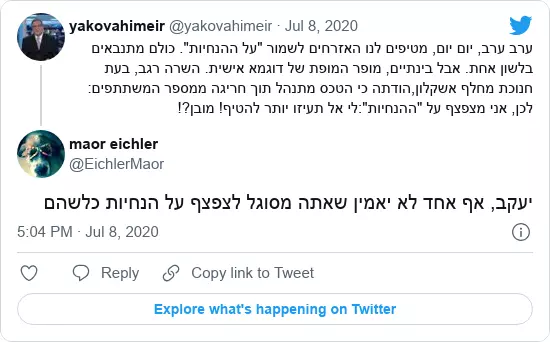 yakovahimeir @yakovahimeir · Jul 8, 2020
ערב ערב, יום יום, מטיפים לנו האזרחים לשמור "על ההנחיות". כולם מתנבאים
בלשון אחת. אבל בינתיים, מופר המופת של דוגמא אישית. השרה רגב, בעת
חנוכת מחלף אשקלון,הודתה כי הטכס מתנהל תוך חריגה מממספר המשתתפים:
לכן, אני מצפצף על "ההנחיות":לי אל תעיזו יותר להטיף! מובן?!
maor eichler
@EichlerMaor
יעקב, אף אחד לא יאמין שאתה מסוגל לצפצף על הנחיות כלשהם
5:04 PM · Jul 8, 2020
Reply Copy link to Tweet
Explore what's happening on Twitter